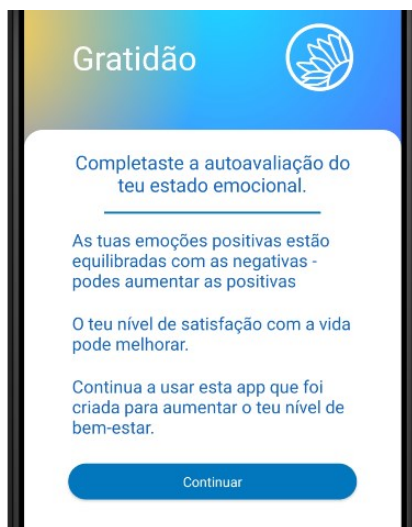 Gratidão
Completaste a autoavaliação do
teu estado emocional.
As tuas emoções positivas estão
equilibradas com as negativas -
podes aumentar as positivas
O teu nível de satisfação com a vida
pode melhorar.
Continua a usar esta app que foi
criada para aumentar o teu nível de
bem-estar.
Continuar